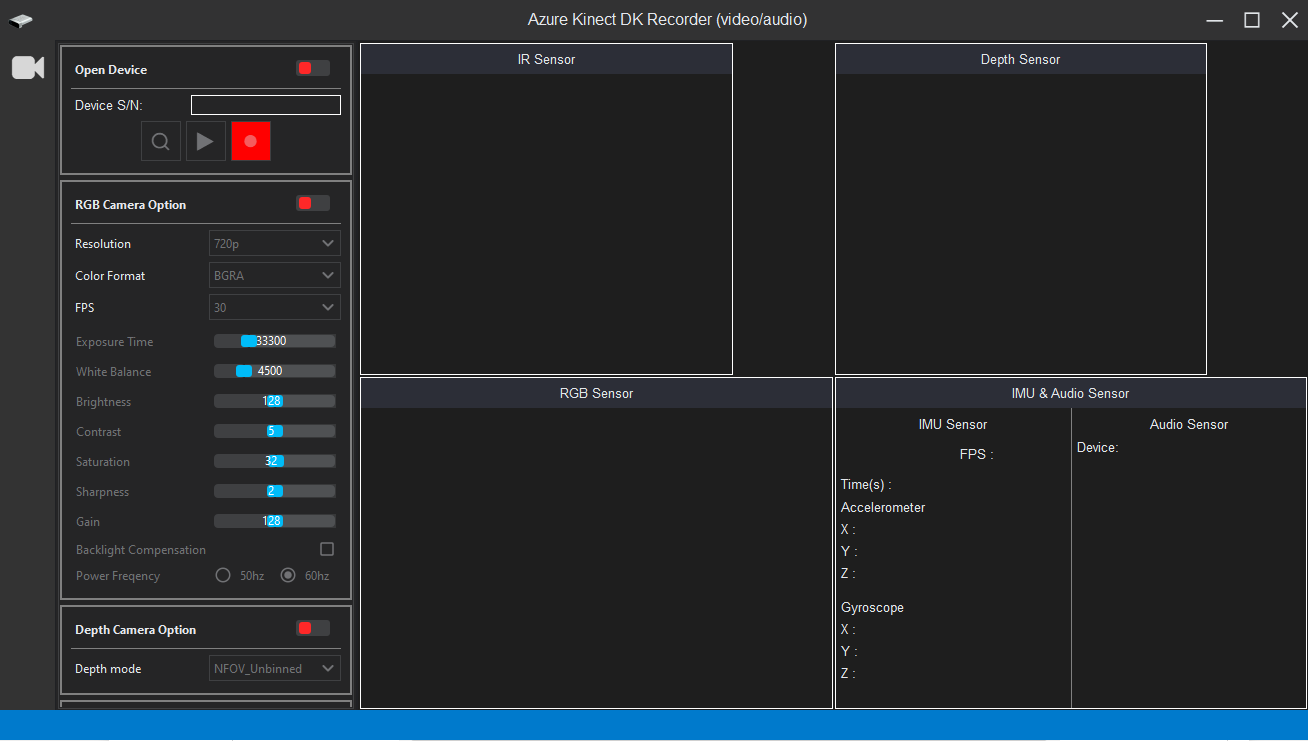 Azure Kinect DK Recorder (video/audio)
Open Device
Device S/N:
RGB Camera Option
Resolution 720p
Color Format BGRA
FPS 30
Exposure Time 33300
White Balance 4500
Brightness 128
Contrast 5
Saturation 32
Sharpness 2
Gain 128
Backlight Compensation
Power Freqency 50hz 60hz
Depth Camera Option
Depth mode NFOV_Unbinned
IR Sensor
Depth Sensor
RGB Sensor
IMU & Audio Sensor
IMU Sensor
FPS :
Time(s) :
Accelerometer
X :
Y :
Z :
Gyroscope
X :
Y :
Z :
Audio Sensor
Device: